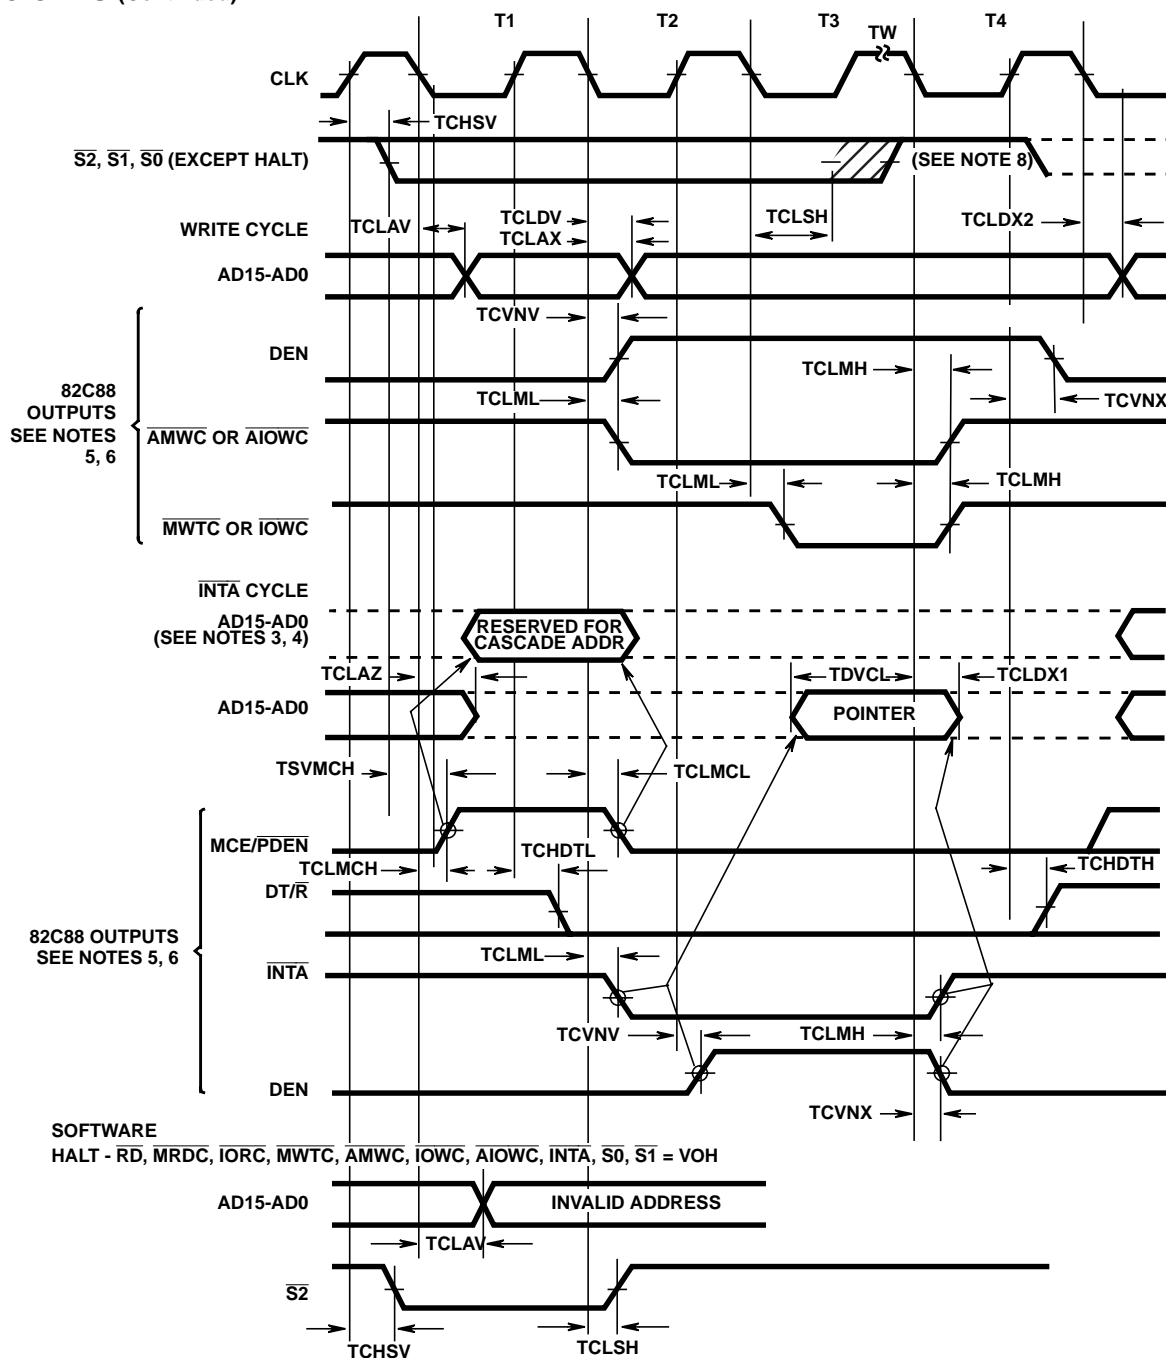 T1 T2 T3 TW T4
CLK
TCHSV
S2, S1, S0 (EXCEPT HALT)
(SEE NOTE 8)
WRITE CYCLE
TCLAV
TCLDV
TCLAX
TCLSH
TCLDX2
AD15-AD0
TCVNV
DEN
TCLMH
TCVNX
82C88
OUTPUTS
SEE NOTES
5, 6
TCLML
AMWC OR AIOWC
TCLML
TCLMH
MWTC OR IOWC
INTA CYCLE
AD15-AD0
(SEE NOTES 3, 4)
RESERVED FOR
CASCADE ADDR
TCLAZ
TDVCL
TCLDX1
AD15-AD0
POINTER
TSVMCH
TCLMCL
MCE/PDEN
TCLMCH
TCHDTL
TCHDTH
DT/R
82C88 OUTPUTS
SEE NOTES 5, 6
TCLML
INTA
TCVNV
TCLMH
DEN
TCVNX
SOFTWARE
HALT - RD, MRDC, IORC, MWTC, AMWC, IOWC, AIOWC, INTA, S0, S1 = VOH
AD15-AD0
INVALID ADDRESS
TCLAV
S2
TCHSV
TCLSH